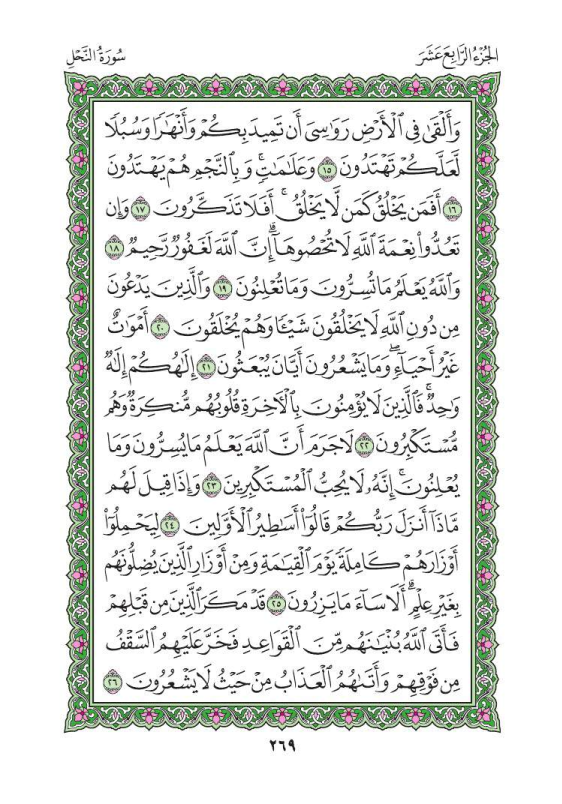 الجُزْءُ الرَّابِعَ عَشَرَ
سُورَةُ النَّحْلِ
وَأَلْقَىٰ فِي ٱلْأَرْضِ رَوَٰسِيَ أَن تَمِيدَ بِكُمْ وَأَنْهَٰرًا وَسُبُلًا
لَّعَلَّكُمْ تَهْتَدُونَ ١٥ وَعَلَٰمَٰتٍۚ وَبِٱلنَّجْمِ هُمْ يَهْتَدُونَ
١٦ أَفَمَن يَخْلُقُ كَمَن لَّا يَخْلُقُۚ أَفَلَا تَذَكَّرُونَ ١٧ وَإِن
تَعُدُّوا۟ نِعْمَةَ ٱللَّهِ لَا تُحْصُوهَآۗ إِنَّ ٱللَّهَ لَغَفُورٌ رَّحِيمٌ ١٨
وَٱللَّهُ يَعْلَمُ مَا تُسِرُّونَ وَمَا تُعْلِنُونَ ١٩ وَٱلَّذِينَ يَدْعُونَ
مِن دُونِ ٱللَّهِ لَا يَخْلُقُونَ شَيْـًٔا وَهُمْ يُخْلَقُونَ ٢٠ أَمْوَٰتٌ
غَيْرُ أَحْيَآءٍۖ وَمَا يَشْعُرُونَ أَيَّانَ يُبْعَثُونَ ٢١ إِلَٰهُكُمْ إِلَٰهٌ
وَٰحِدٌۚ فَٱلَّذِينَ لَا يُؤْمِنُونَ بِٱلْـَٔاخِرَةِ قُلُوبُهُم مُّنكِرَةٌ وَهُم
مُّسْتَكْبِرُونَ ٢٢ لَا جَرَمَ أَنَّ ٱللَّهَ يَعْلَمُ مَا يُسِرُّونَ وَمَا
يُعْلِنُونَۚ إِنَّهُۥ لَا يُحِبُّ ٱلْمُسْتَكْبِرِينَ ٢٣ وَإِذَا قِيلَ لَهُم
مَّاذَآ أَنزَلَ رَبُّكُمْ قَالُوٓا۟ أَسَٰطِيرُ ٱلْأَوَّلِينَ ٢٤ لِيَحْمِلُوٓا۟
أَوْزَارَهُمْ كَامِلَةً يَوْمَ ٱلْقِيَٰمَةِ وَمِنْ أَوْزَارِ ٱلَّذِينَ يُضِلُّونَهُم
بِغَيْرِ عِلْمٍۗ أَلَا سَآءَ مَا يَزِرُونَ ٢٥ قَدْ مَكَرَ ٱلَّذِينَ مِن قَبْلِهِمْ
فَأَتَى ٱللَّهُ بُنْيَٰنَهُم مِّنَ ٱلْقَوَاعِدِ فَخَرَّ عَلَيْهِمُ ٱلسَّقْفُ
مِن فَوْقِهِمْ وَأَتَىٰهُمُ ٱلْعَذَابُ مِنْ حَيْثُ لَا يَشْعُرُونَ ٢٦
٢٦٩